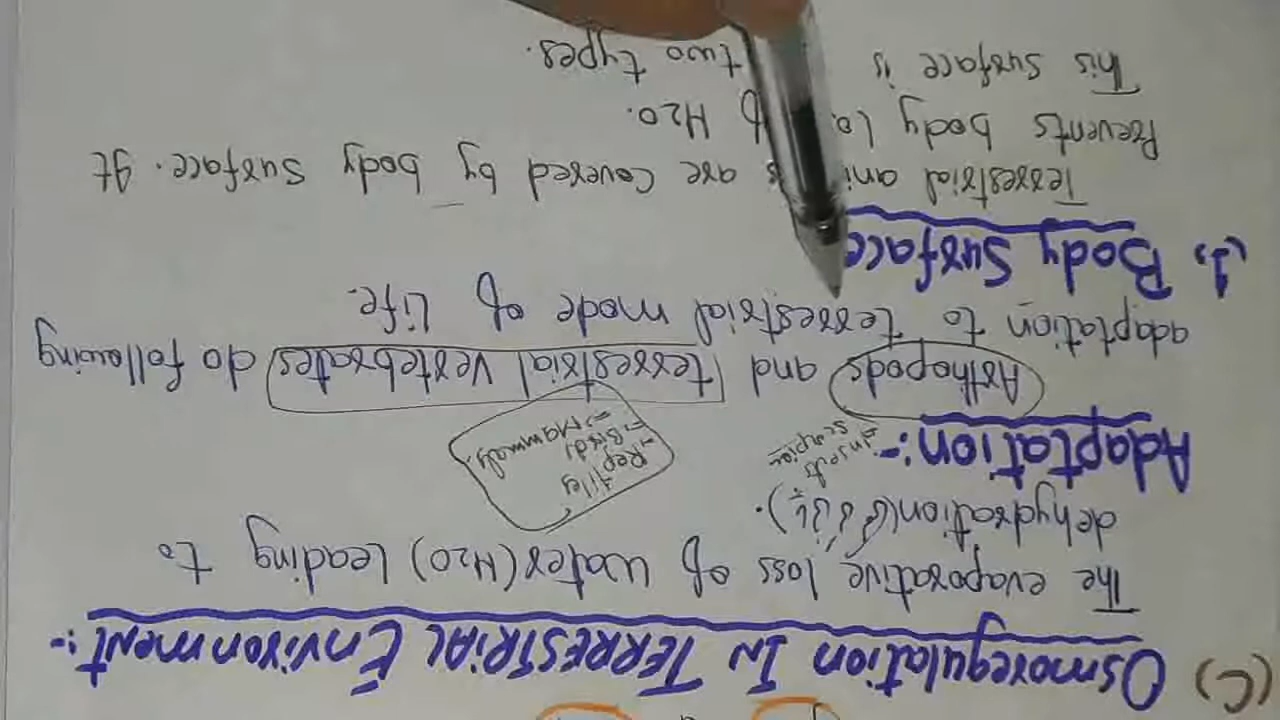 (C) OSmoregulation IN TERRESTRIAL Environment:-
The evaporative loss of water(H2O) Leading to
dehydration( ).
Adaptation:-
=> insects
scorpion
- Reptiles
- Birds
=> Mammals.
Arthopods and terrestrial vertebrates do following
adaptation to terrestrial mode of Life.
1, Body Surface
Terrestrial are covered by body surface. It
Prevents body of H2O.
This surface is two types.